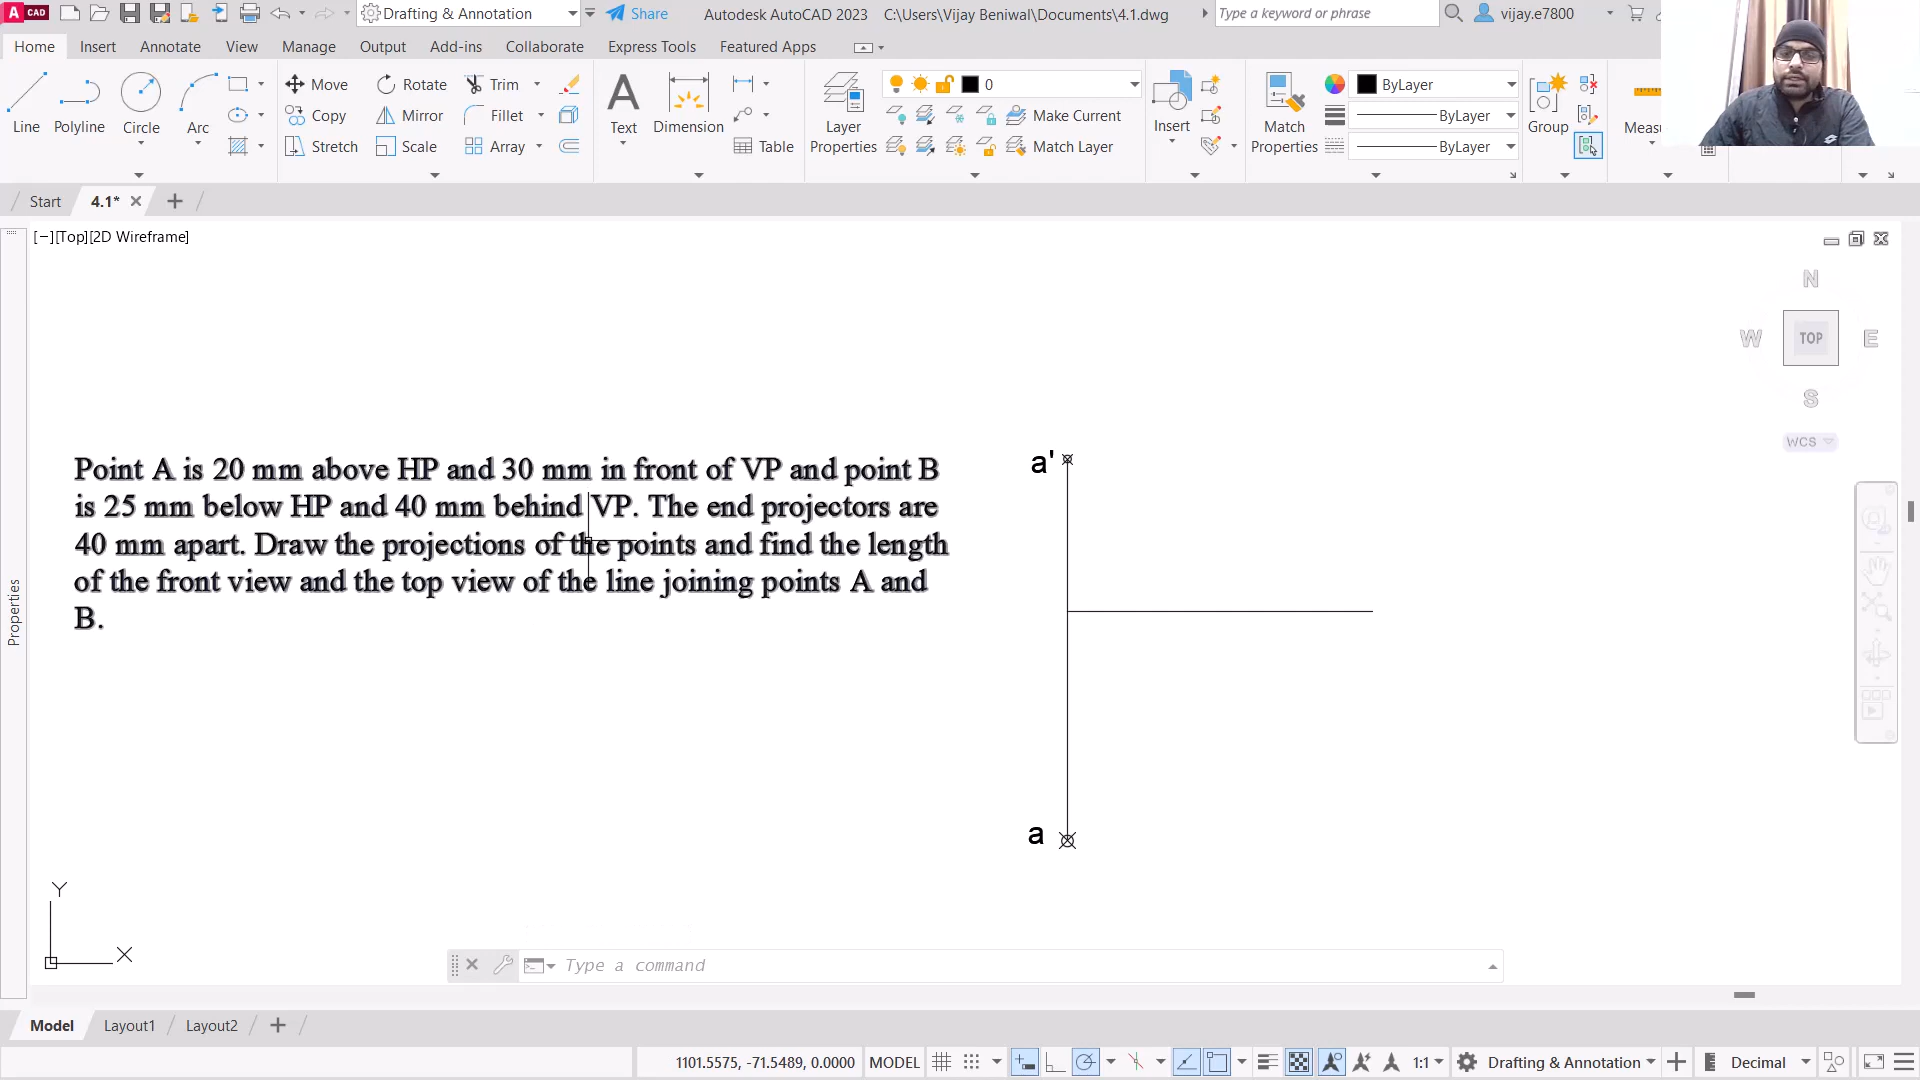 A CAD
Drafting & Annotation
Share
Autodesk AutoCAD 2023 C:\Users\Vijay Beniwal\Documents\4.1.dwg
Type a keyword or phrase
vijay.e7800
Home Insert Annotate View Manage Output Add-ins Collaborate Express Tools Featured Apps
Line
Polyline
Circle
Arc
Move
Rotate
Trim
Copy
Mirror
Fillet
Stretch
Scale
Array
Text
Dimension
Table
Layer
Properties
0
Make Current
Match Layer
Insert
Match
Properties
ByLayer
ByLayer
ByLayer
Group
Start
4.1*
[−][Top][2D Wireframe]
N
W
TOP
E
S
WCS
Properties
Point A is 20 mm above HP and 30 mm in front of VP and point B
is 25 mm below HP and 40 mm behind VP. The end projectors are
40 mm apart. Draw the projections of the points and find the length
of the front view and the top view of the line joining points A and
B.
a'
a
Y
X
Type a command
Model Layout1 Layout2
1101.5575, -71.5489, 0.0000 MODEL
1:1
Drafting & Annotation
Decimal